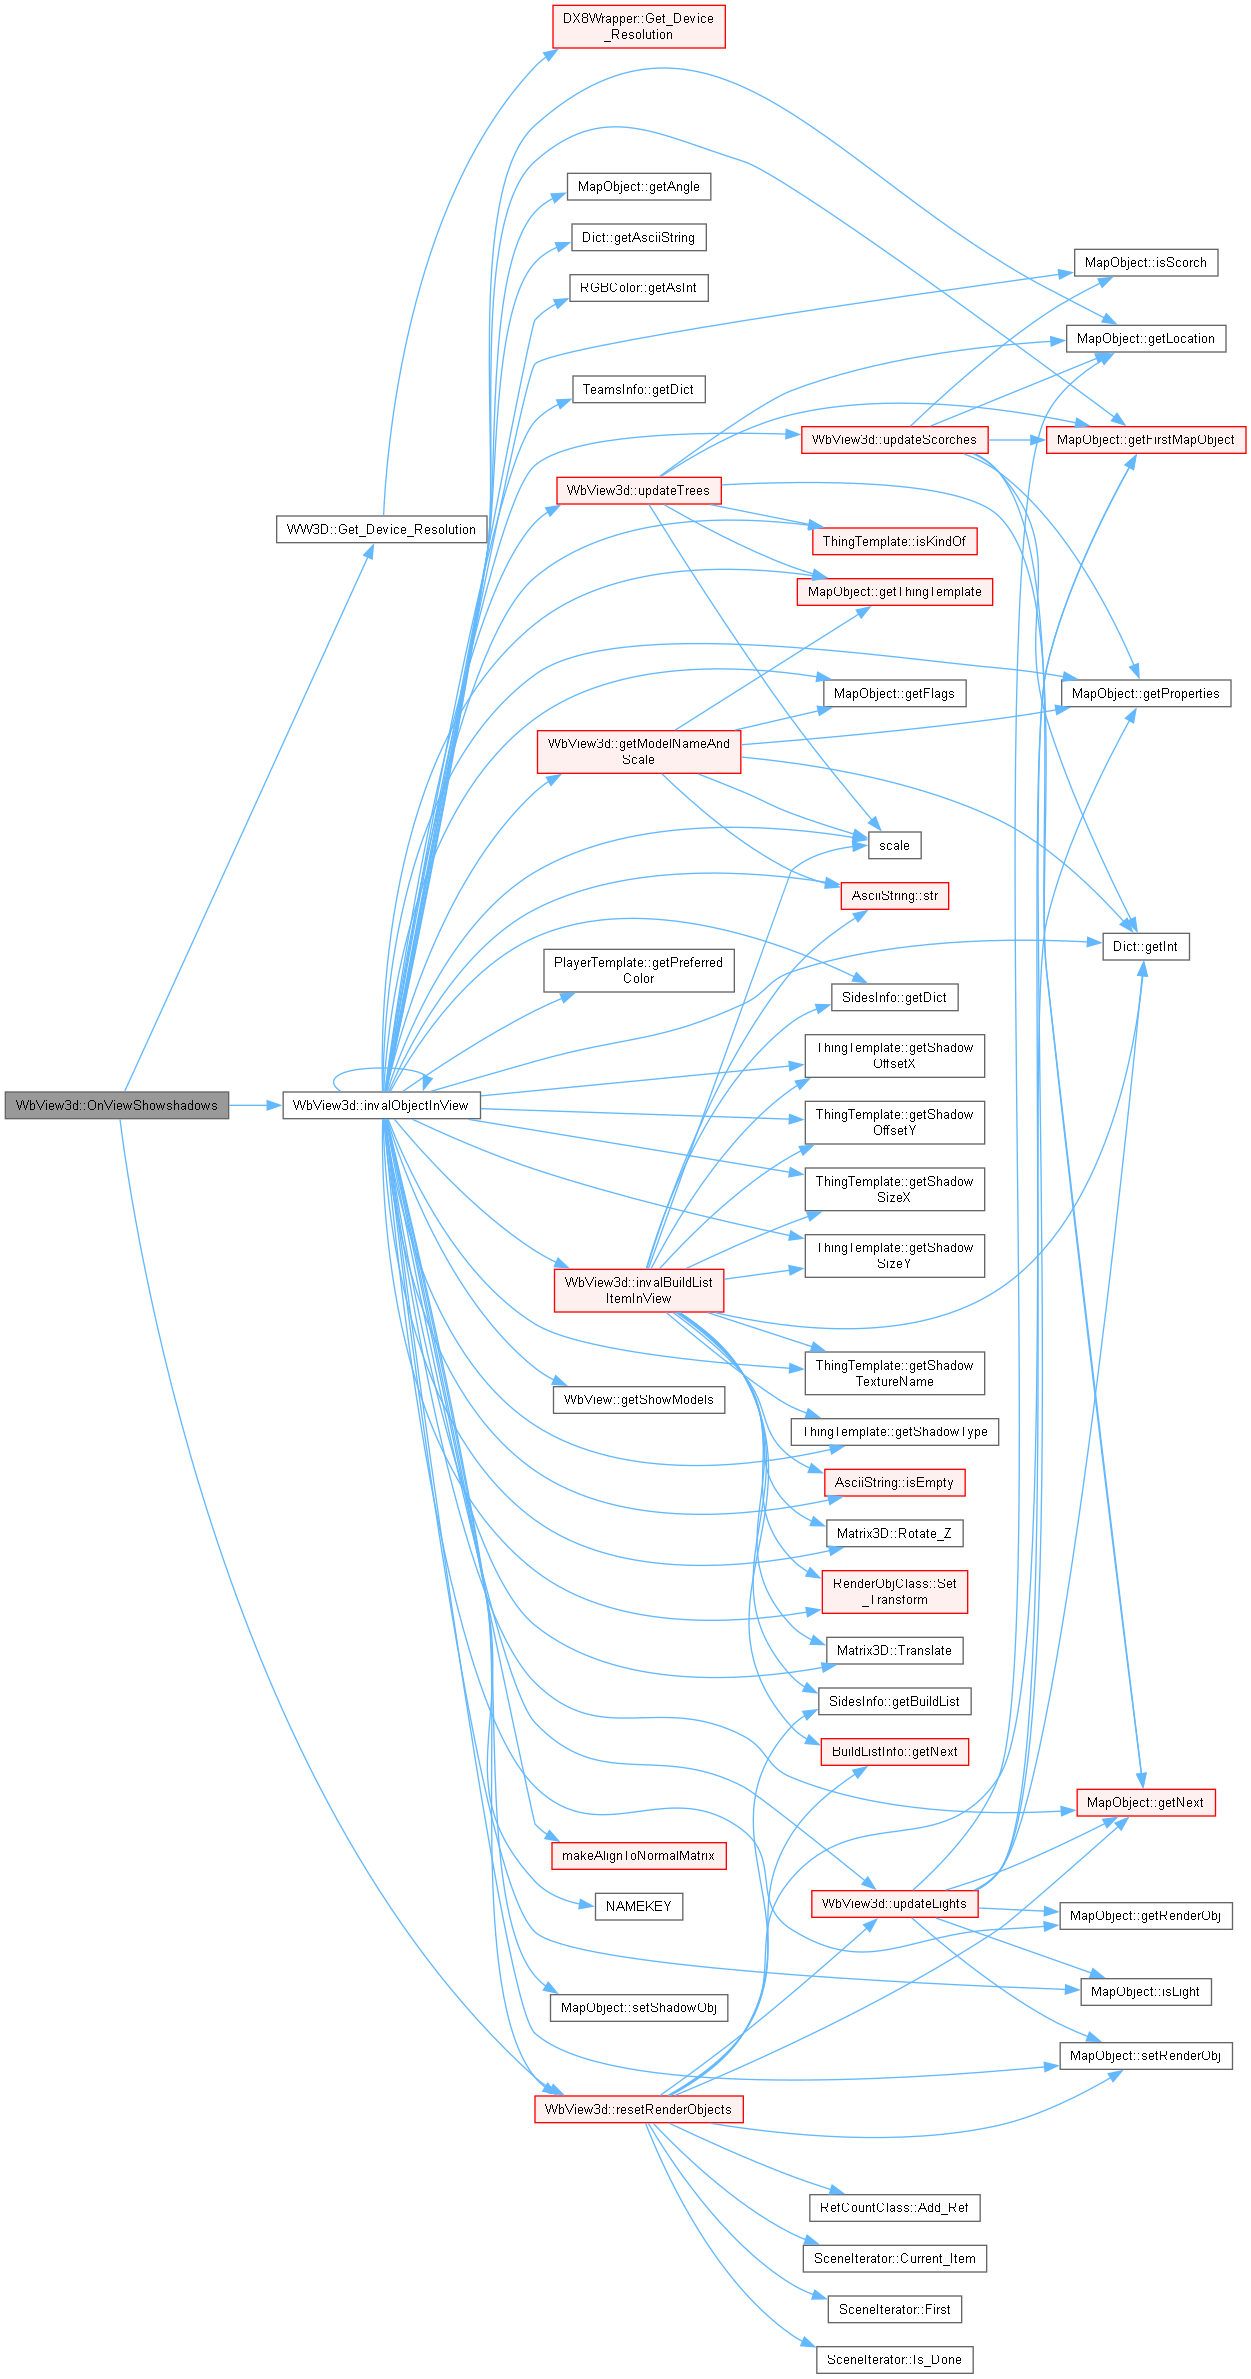 DX8Wrapper::Get_Device
_Resolution
MapObject::getAngle
Dict::getAsciiString
RGBColor::getAsInt
MapObject::isScorch
MapObject::getLocation
TeamsInfo::getDict
WbView3d::updateScorches
MapObject::getFirstMapObject
WbView3d::updateTrees
WW3D::Get_Device_Resolution
ThingTemplate::isKindOf
MapObject::getThingTemplate
MapObject::getFlags
MapObject::getProperties
WbView3d::getModelNameAnd
Scale
scale
AsciiString::str
Dict::getInt
PlayerTemplate::getPreferred
Color
SidesInfo::getDict
ThingTemplate::getShadow
OffsetX
WbView3d::OnViewShowshadows
WbView3d::invalObjectInView
ThingTemplate::getShadow
OffsetY
ThingTemplate::getShadow
SizeX
ThingTemplate::getShadow
SizeY
WbView3d::invalBuildList
ItemInView
ThingTemplate::getShadow
TextureName
WbView::getShowModels
ThingTemplate::getShadowType
AsciiString::isEmpty
Matrix3D::Rotate_Z
RenderObjClass::Set
_Transform
Matrix3D::Translate
SidesInfo::getBuildList
BuildListInfo::getNext
MapObject::getNext
makeAlignToNormalMatrix
WbView3d::updateLights
NAMEKEY
MapObject::getRenderObj
MapObject::isLight
MapObject::setShadowObj
MapObject::setRenderObj
WbView3d::resetRenderObjects
RefCountClass::Add_Ref
SceneIterator::Current_Item
SceneIterator::First
SceneIterator::Is_Done